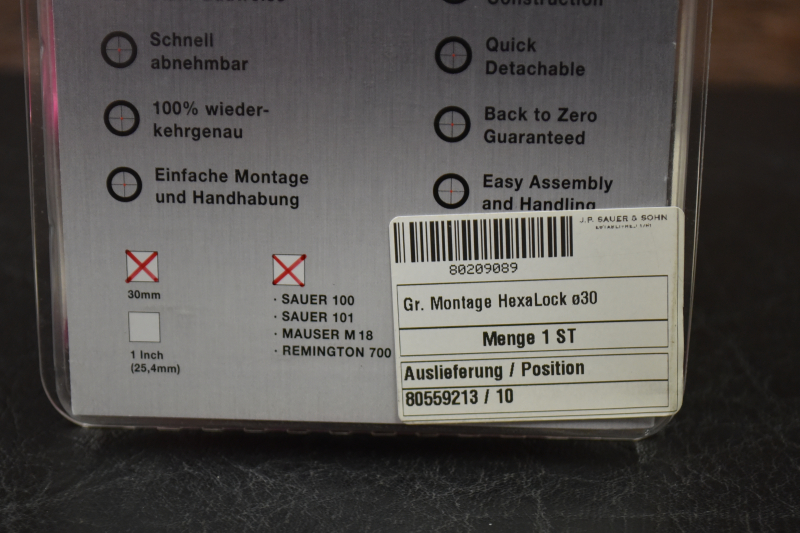 Construction
Schnell
abnehmbar
Quick
Detachable
100% wieder-
kehrgenau
Back to Zero
Guaranteed
Einfache Montage
und Handhabung
Easy Assembly
and Handling
30mm
1 Inch
(25,4mm)
· SAUER 100
· SAUER 101
· MAUSER M 18
· REMINGTON 700
J.P. SAUER & SOHN
80209089
Gr. Montage HexaLock ø30
Menge 1 ST
Auslieferung / Position
80559213 / 10